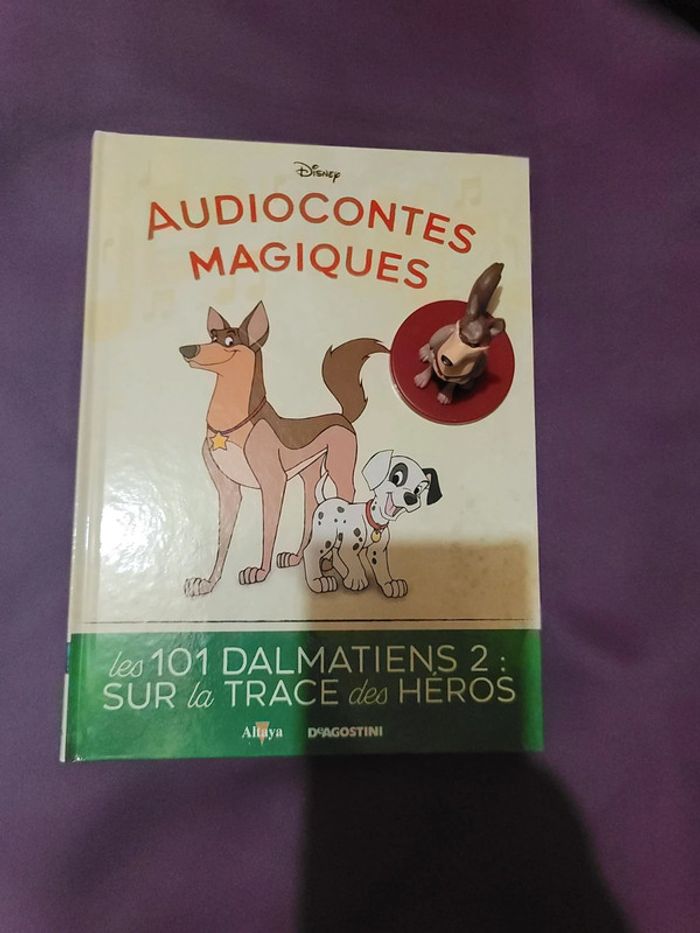 Disney
AUDIOCONTES
MAGIQUES
les 101 DALMATIENS 2 :
SUR la TRACE des HÉROS
Altaya DeAGOSTINI